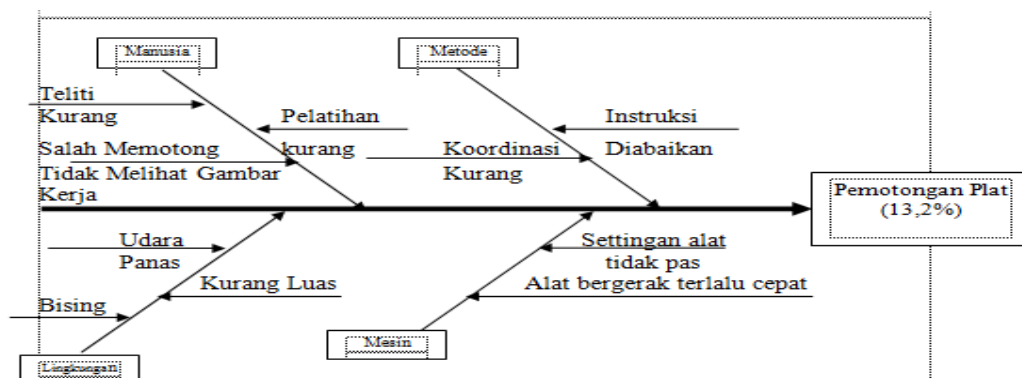 Manusia
Metode
Teliti
Kurang
Pelatihan
kurang
Instruksi
Diabaikan
Salah Memotong
Koordinasi
Kurang
Tidak Melihat Gambar
Kerja
Pemotongan Plat
(13,2%)
Udara
Panas
Settingan alat
tidak pas
Kurang Luas
Alat bergerak terlalu cepat
Bising
Mesin
Lingkungan